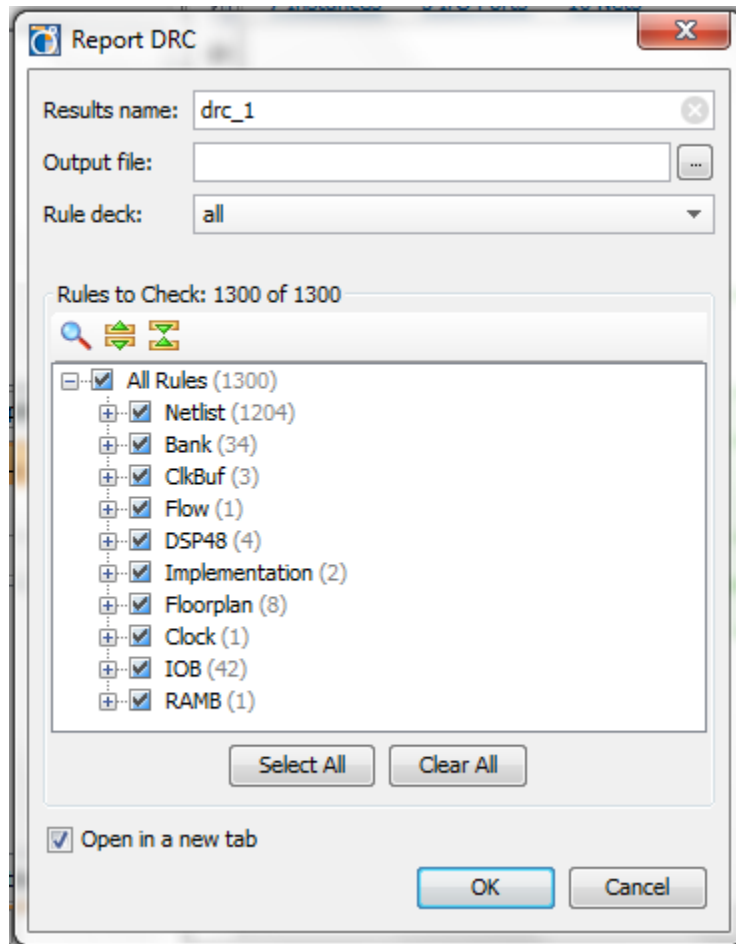 Report DRC
Results name: drc_1
Output file: ...
Rule deck: all
Rules to Check: 1300 of 1300
All Rules (1300)
Netlist (1204)
Bank (34)
ClkBuf (3)
Flow (1)
DSP48 (4)
Implementation (2)
Floorplan (8)
Clock (1)
IOB (42)
RAMB (1)
Select All Clear All
Open in a new tab
OK Cancel